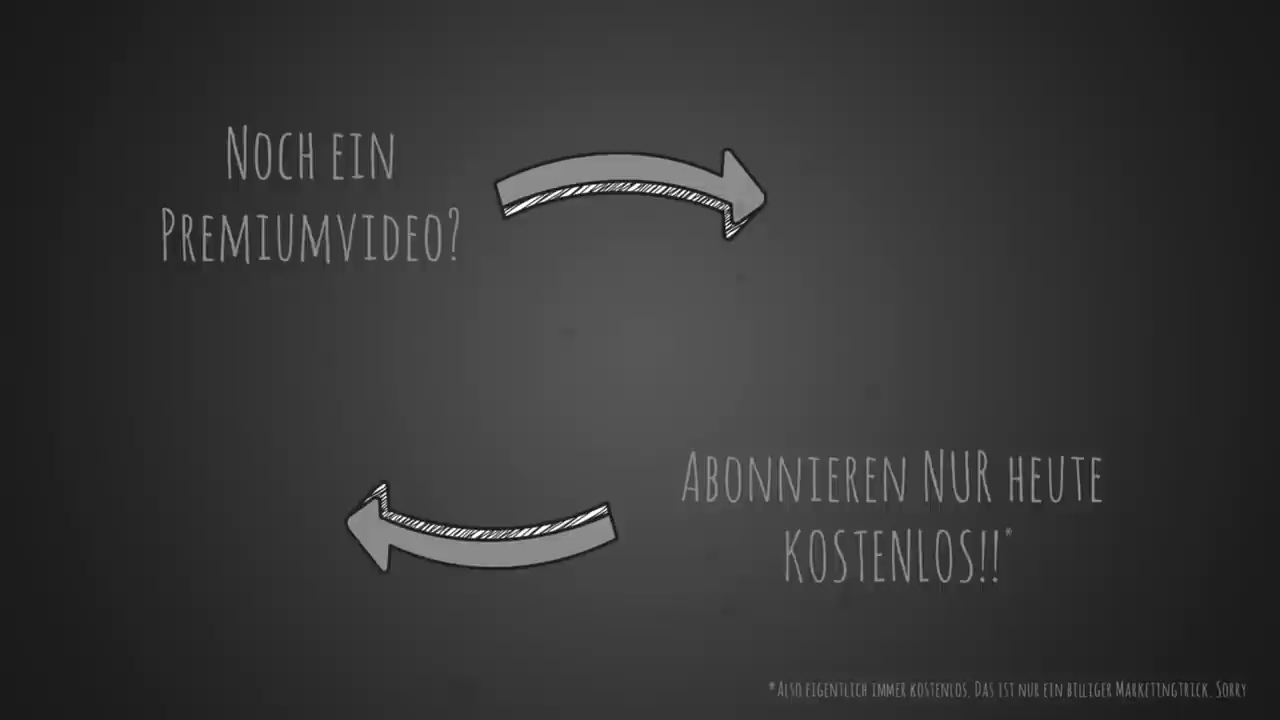 Noch ein
Premiumvideo?
Abonnieren NUR heute
kostenlos!!*
*Also eigentlich immer kostenlos. Das ist nur ein billiger Marketingtrick. Sorry